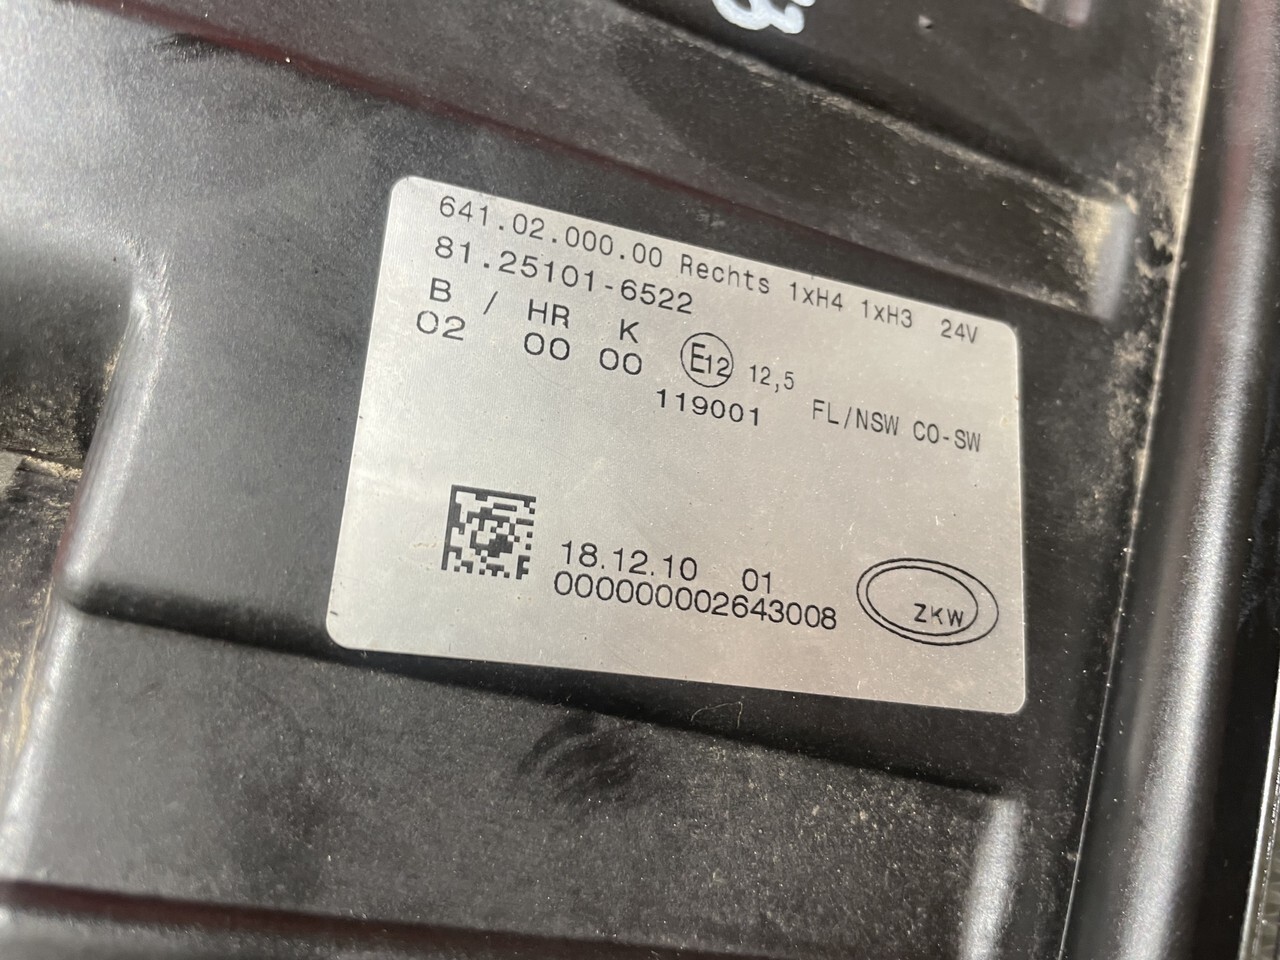 641.02.000.00 Rechts 1xH4 1xH3 24V
81.25101-6522
B / HR K
02 00 00 E12 12,5
119001 FL/NSW CO-SW
18.12.10 01
000000002643008
ZKW